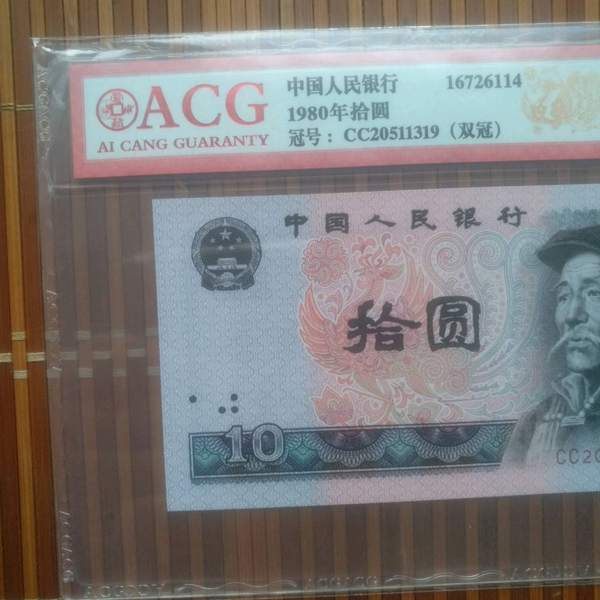 ACG
AI CANG GUARANTY
中国人民银行 16726114
1980年拾圆
冠号：CC20511319（双冠）
中国人民银行
拾圆
10
CC20